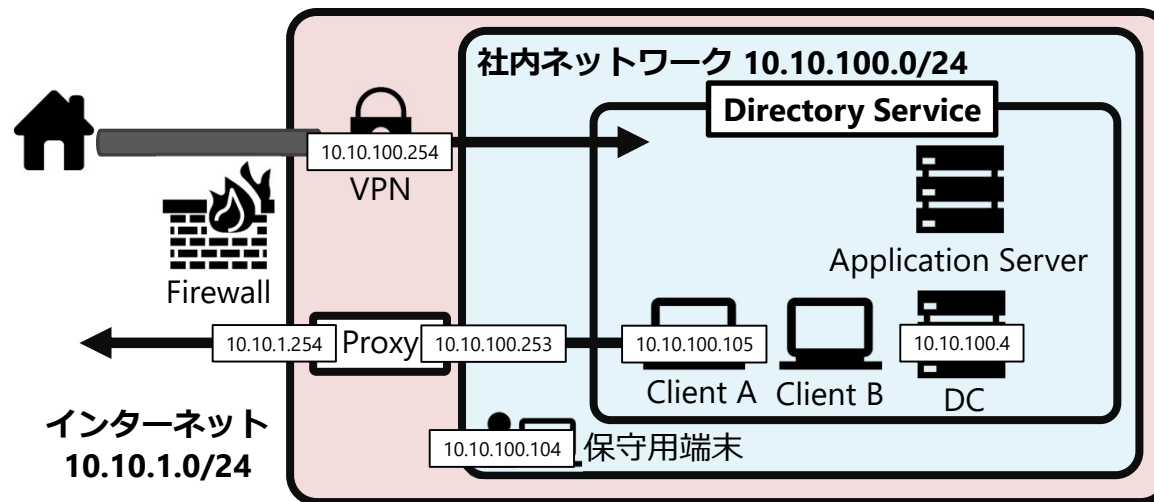 社内ネットワーク 10.10.100.0/24
Directory Service
10.10.100.254
VPN
Firewall
Application Server
10.10.1.254
Proxy
10.10.100.253
10.10.100.105
10.10.100.4
Client A
Client B
DC
インターネット
10.10.1.0/24
10.10.100.104
保守用端末